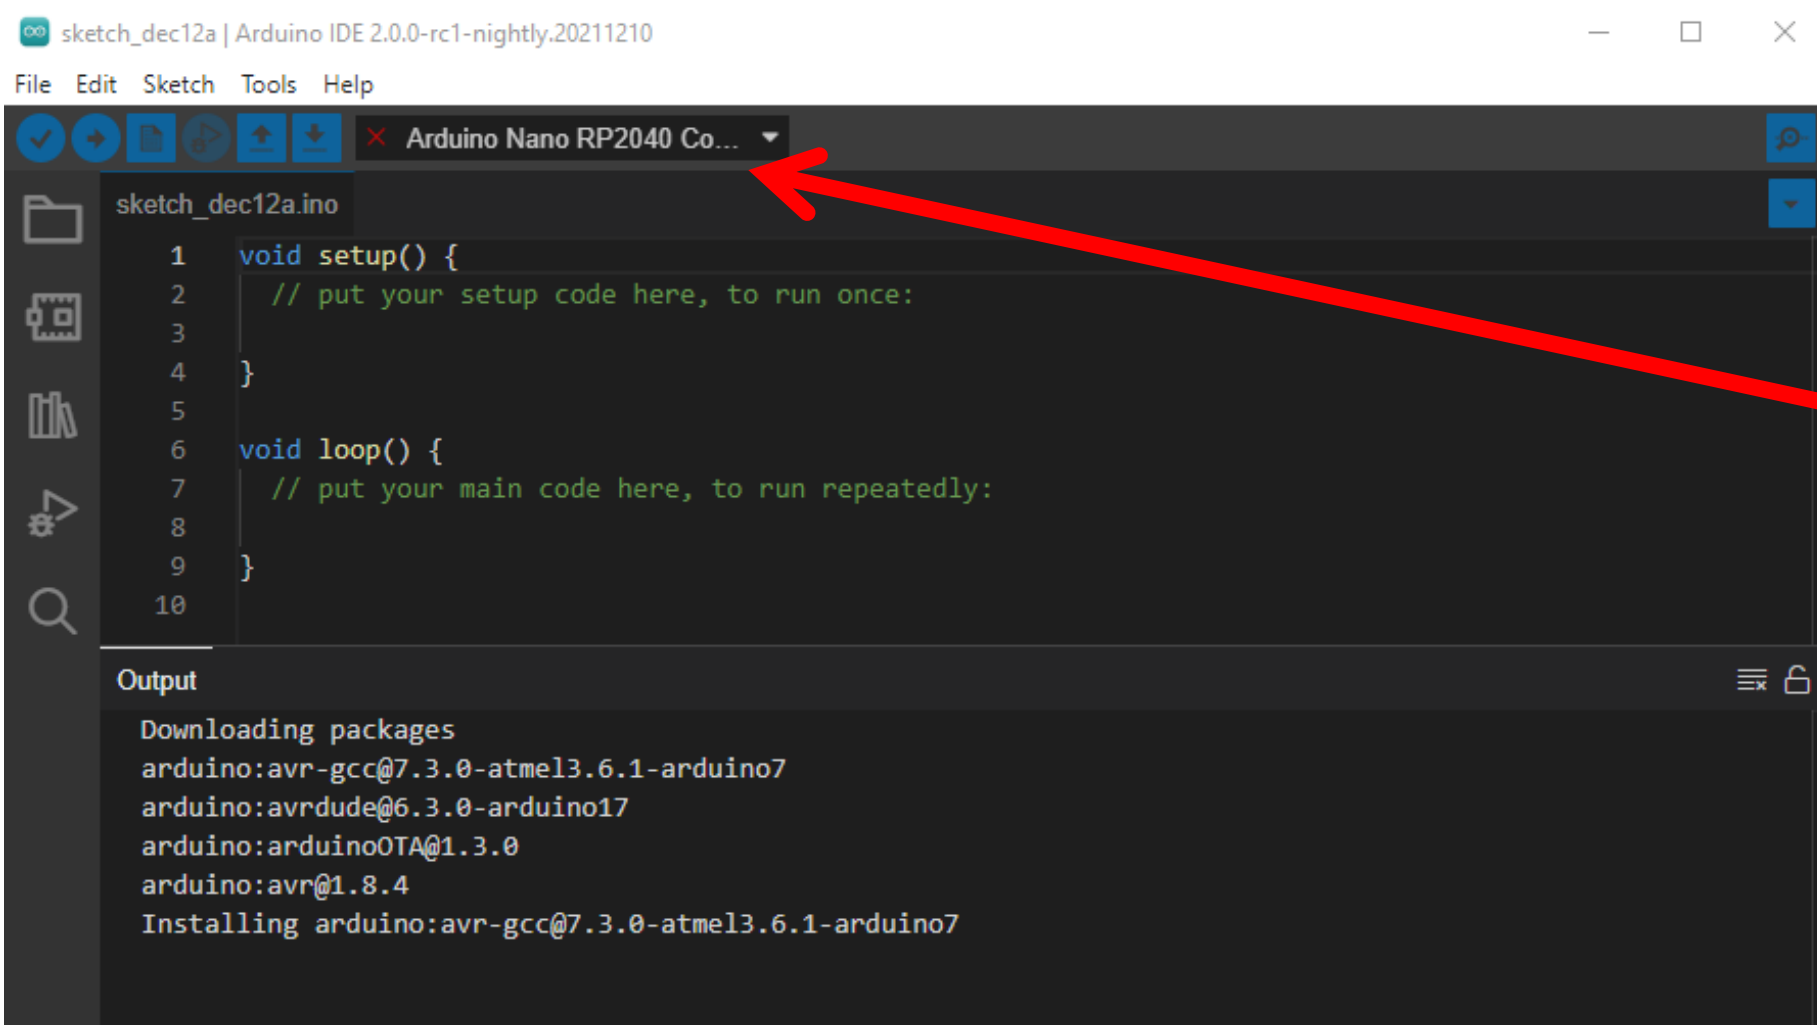 sketch_dec12a | Arduino IDE 2.0.0-rc1-nightly.20211210
File Edit Sketch Tools Help
Arduino Nano RP2040 Co...
sketch_dec12a.ino
1 void setup() {
2 // put your setup code here, to run once:
3
4 }
5
6 void loop() {
7 // put your main code here, to run repeatedly:
8
9 }
10
Output
Downloading packages
arduino:avr-gcc@7.3.0-atmel3.6.1-arduino7
arduino:avrdude@6.3.0-arduino17
arduino:arduinoOTA@1.3.0
arduino:avr@1.8.4
Installing arduino:avr-gcc@7.3.0-atmel3.6.1-arduino7